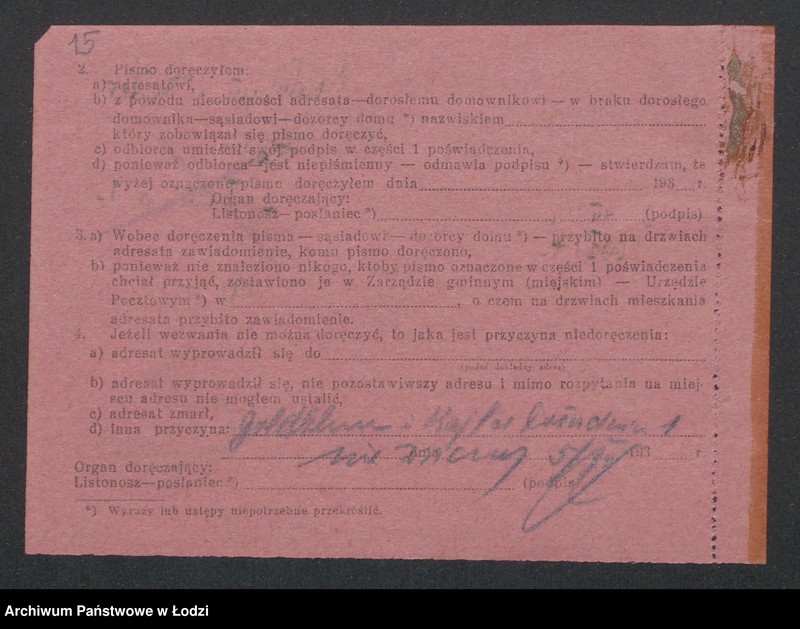 15
2. Pismo doręczyłem:
a) adresatowi,
b) z powodu nieobecności adresata—dorosłemu domownikowi — w braku dorosłego
domownika—sąsiadowi—dozorcy domu *) nazwiskiem
który zobowiązał się pismo doręczyć,
c) odbiorca umieścił swój podpis w części 1 poświadczenia,
d) ponieważ odbiorca—jest niepiśmienny — odmawia podpisu *) — stwierdzam, że
wyżej oznaczone pismo doręczyłem dnia 193 r.
Organ doręczający:
Listonosz—posłaniec *) (podpis)
3. a) Wobec doręczenia pisma — sąsiadowi — dozorcy domu *) — przybito na drzwiach
adresata zawiadomienie, komu pismo doręczono,
b) ponieważ nie znaleziono nikogo, ktoby pismo oznaczone w części 1 poświadczenia
chciał przyjąć, zostawiono je w Zarządzie gminnym (miejskim) — Urzędzie
Pocztowym *) w , o czem na drzwiach mieszkania
adresata przybito zawiadomienie.
4. Jeżeli wezwania nie można doręczyć, to jaka jest przyczyna niedoręczenia:
a) adresat wyprowadził się do
(podać dokładny adres)
b) adresat wyprowadził się, nie pozostawiwszy adresu i mimo rozpytania na miej-
scu adresu nie mogłem ustalić,
c) adresat zmarł,
d) inna przyczyna:
nie dnia 193 r
Organ doręczający:
Listonosz—posłaniec *) (podpis)
*) Wyrazy lub ustępy niepotrzebne przekreślić.
Archiwum Państwowe w Łodzi